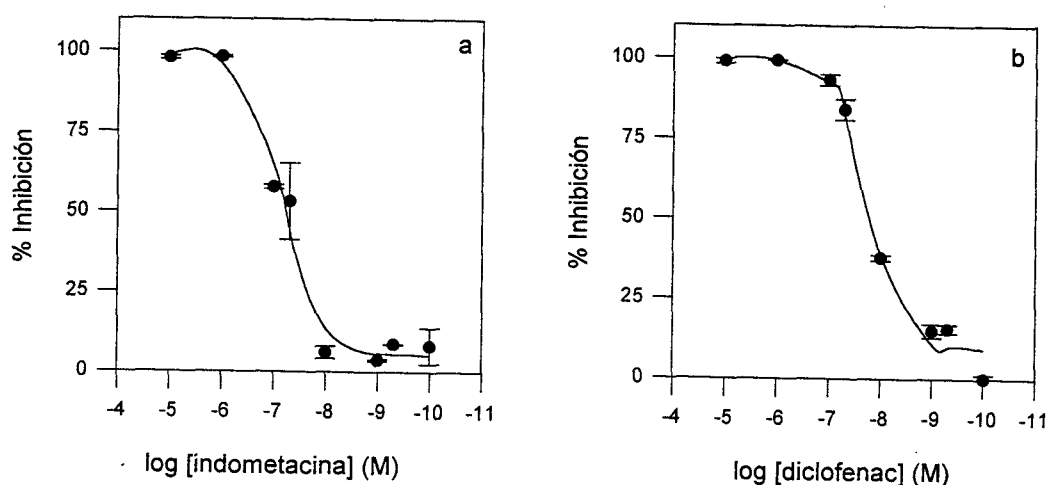 a
100
75
50
25
0
% Inhibición
-4 -5 -6 -7 -8 -9 -10 -11
log [indometacina] (M)
b
100
75
50
25
0
% Inhibición
-4 -5 -6 -7 -8 -9 -10 -11
log [diclofenac] (M)